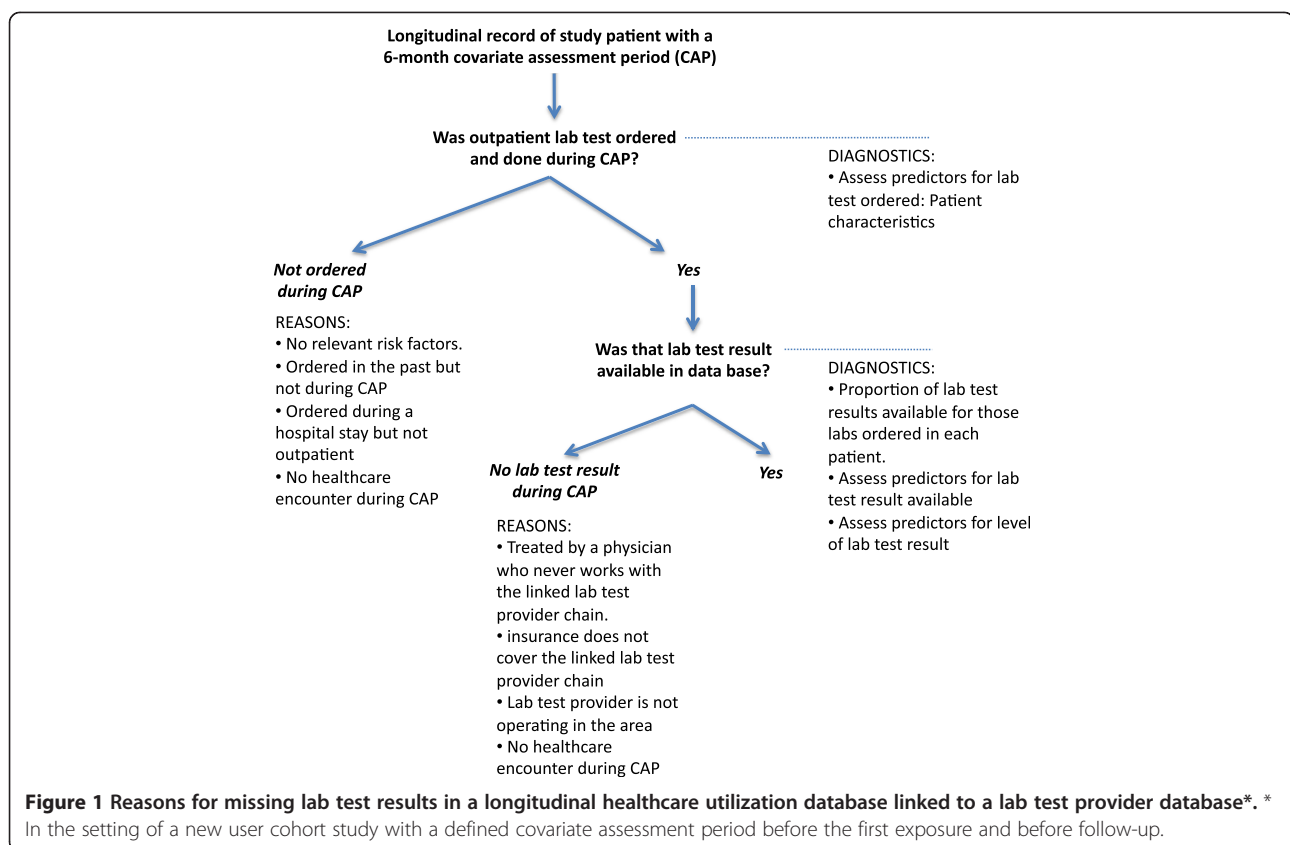 Longitudinal record of study patient with a
6-month covariate assessment period (CAP)
Was outpatient lab test ordered
and done during CAP?
DIAGNOSTICS:
• Assess predictors for lab
test ordered: Patient
characteristics
Not ordered
during CAP
REASONS:
• No relevant risk factors.
• Ordered in the past but
not during CAP
• Ordered during a
hospital stay but not
outpatient
• No healthcare
encounter during CAP
Yes
Was that lab test result
available in data base?
DIAGNOSTICS:
• Proportion of lab test
results available for those
labs ordered in each
patient.
• Assess predictors for lab
test result available
• Assess predictors for level
of lab test result
No lab test result
during CAP
REASONS:
• Treated by a physician
who never works with
the linked lab test
provider chain.
• insurance does not
cover the linked lab test
provider chain
• Lab test provider is not
operating in the area
• No healthcare
encounter during CAP
Yes
Figure 1 Reasons for missing lab test results in a longitudinal healthcare utilization database linked to a lab test provider database*. *
In the setting of a new user cohort study with a defined covariate assessment period before the first exposure and before follow-up.